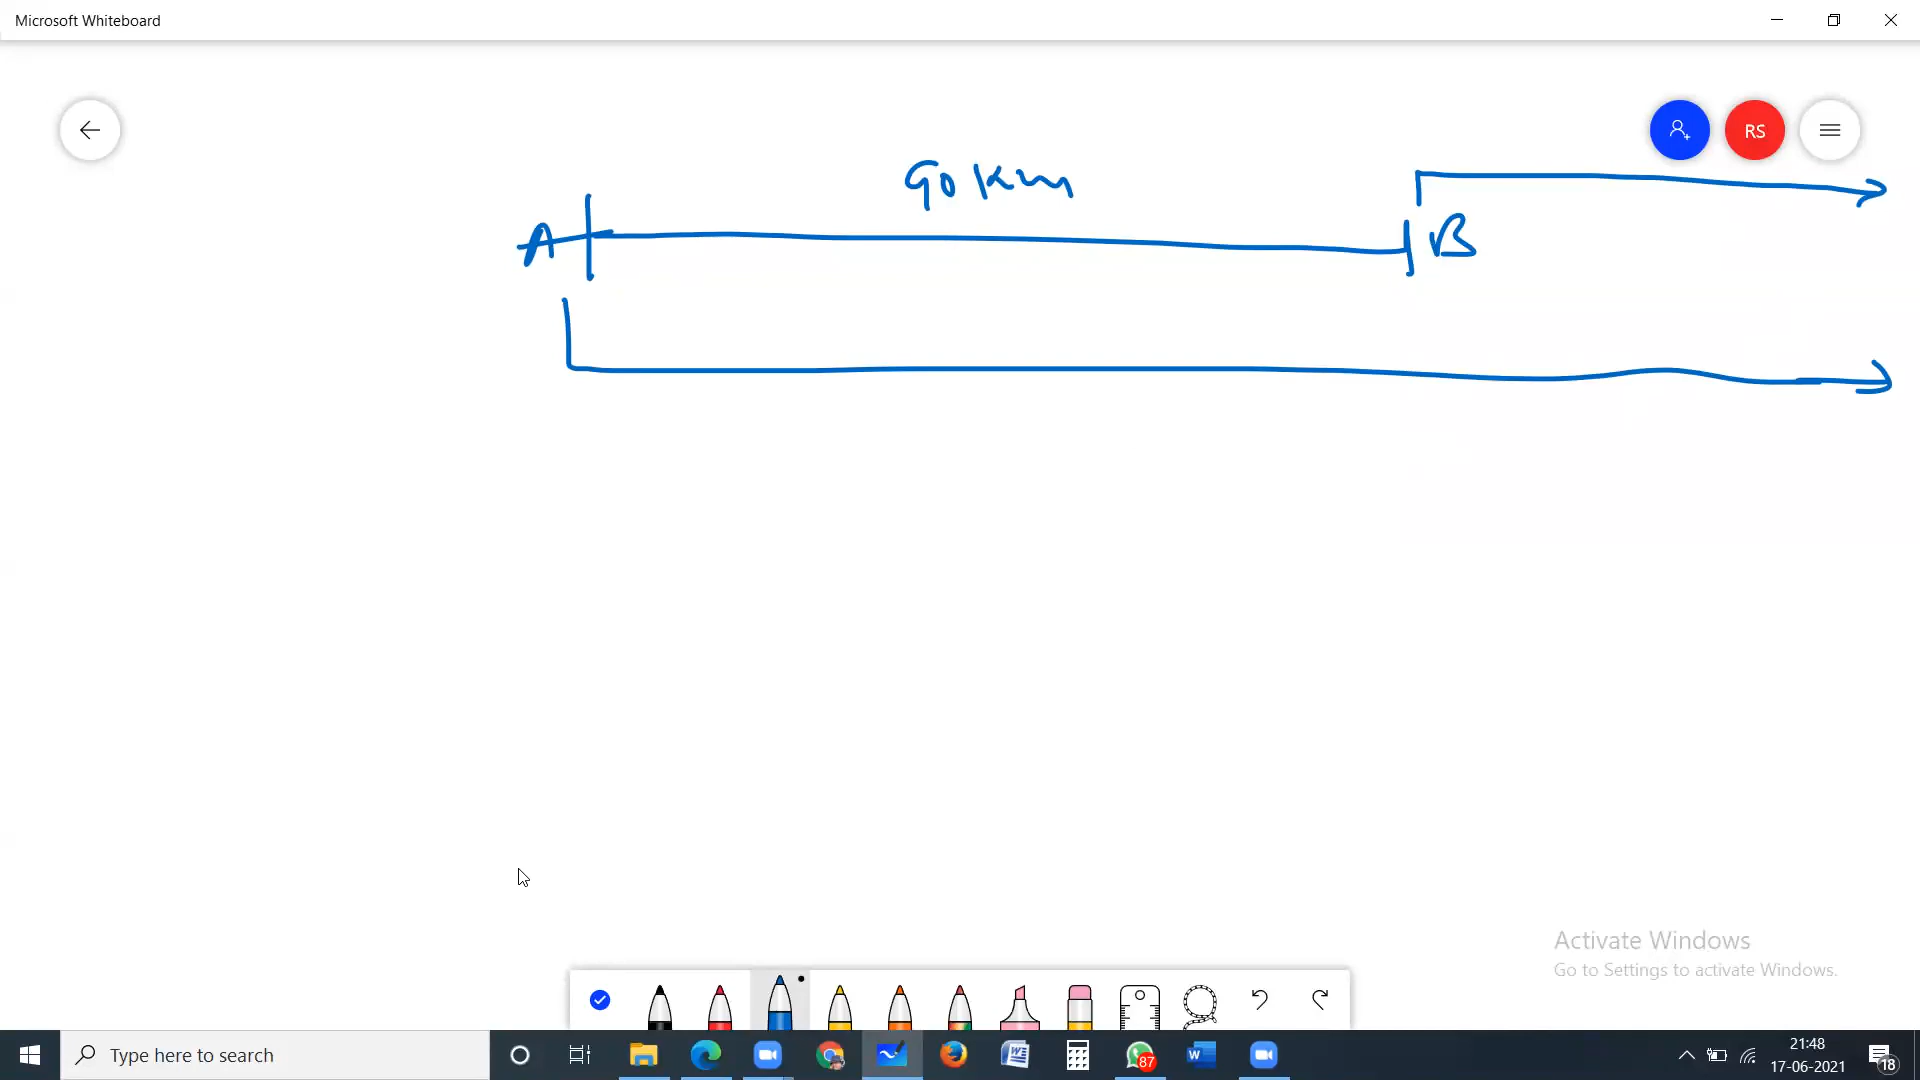 Microsoft Whiteboard
RS
90 km
A
B
Activate Windows
Go to Settings to activate Windows.
Type here to search
87
21:48
17-06-2021
18